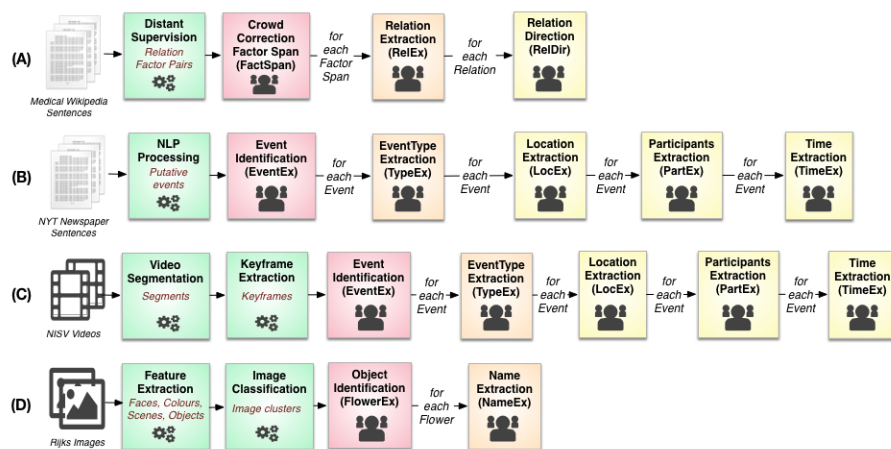 (A)
Medical Wikipedia
Sentences
Distant
Supervision
Relation
Factor Pairs
Crowd
Correction
Factor Span
(FactSpan)
for
each
Factor
Span
Relation
Extraction
(RelEx)
for
each
Relation
Relation
Direction
(RelDir)
(B)
NYT Newspaper
Sentences
NLP
Processing
Putative
events
Event
Identification
(EventEx)
for
each
Event
EventType
Extraction
(TypeEx)
for
each
Event
Location
Extraction
(LocEx)
for
each
Event
Participants
Extraction
(PartEx)
for
each
Event
Time
Extraction
(TimeEx)
(C)
NISV Videos
Video
Segmentation
Segments
Keyframe
Extraction
Keyframes
Event
Identification
(EventEx)
for
each
Event
EventType
Extraction
(TypeEx)
for
each
Event
Location
Extraction
(LocEx)
for
each
Event
Participants
Extraction
(PartEx)
for
each
Event
Time
Extraction
(TimeEx)
(D)
Rijks Images
Feature
Extraction
Faces, Colours,
Scenes, Objects
Image
Classification
Image clusters
Object
Identification
(FlowerEx)
for
each
Flower
Name
Extraction
(NameEx)